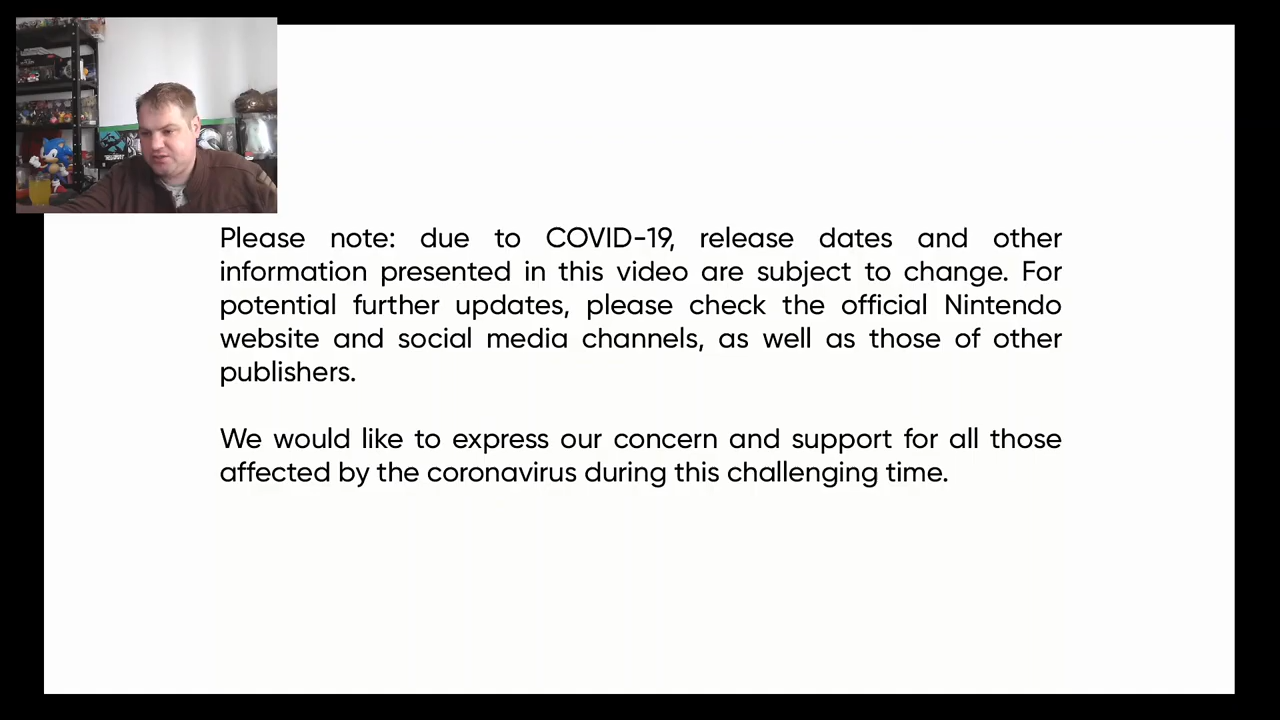 Please note: due to COVID-19, release dates and other
information presented in this video are subject to change. For
potential further updates, please check the official Nintendo
website and social media channels, as well as those of other
publishers.
We would like to express our concern and support for all those
affected by the coronavirus during this challenging time.